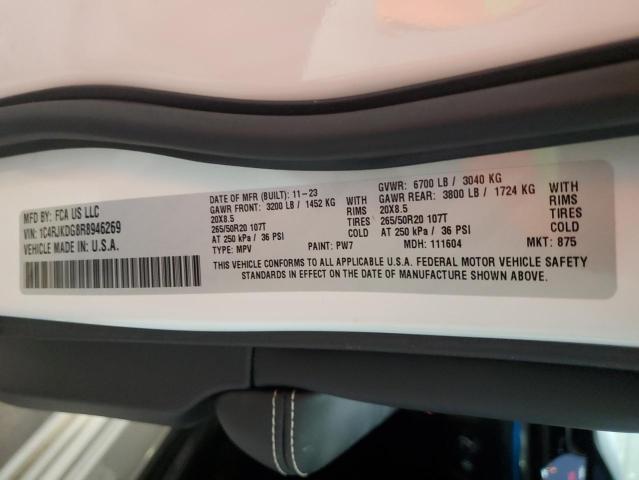 MFD BY: FCA US LLC
VIN: 1C4RJKDG8R8946269
VEHICLE MADE IN U.S.A.
DATE OF MFR (BUILT): 11-23
GAWR FRONT: 3200 LB / 1452 KG WITH
20X8.5 RIMS
265/50R20 107T TIRES
AT 250 kPa / 36 PSI COLD
TYPE: MPV PAINT: PW7
GVWR: 6700 LB / 3040 KG
GAWR REAR: 3800 LB / 1724 KG WITH
20X8.5 RIMS
265/50R20 107T TIRES
AT 250 kPa / 36 PSI COLD
MDH: 111604 MKT: 875
THIS VEHICLE CONFORMS TO ALL APPLICABLE U.S.A. FEDERAL MOTOR VEHICLE SAFETY
STANDARDS IN EFFECT ON THE DATE OF MANUFACTURE SHOWN ABOVE.